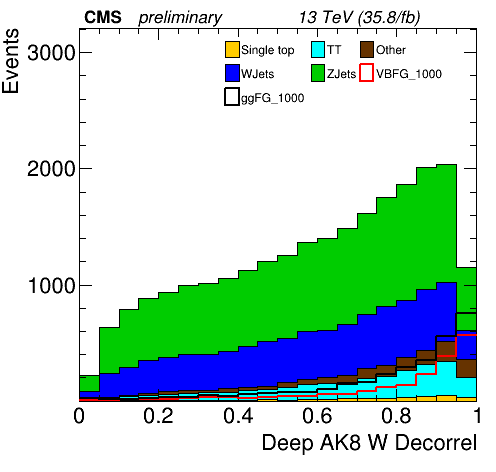 CMS preliminary 13 TeV (35.8/fb)
Events
3000
2000
1000
Single top TT Other
WJets ZJets VBFG_1000
ggFG_1000
0 0.2 0.4 0.6 0.8 1
Deep AK8 W Decorrel